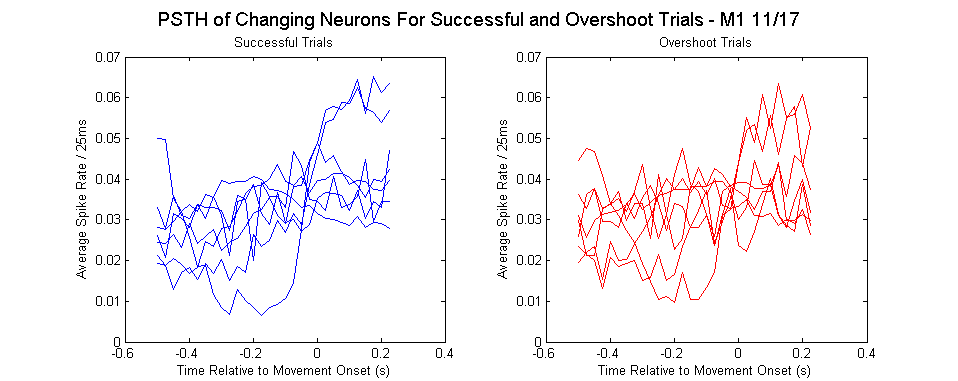 PSTH of Changing Neurons For Successful and Overshoot Trials - M1 11/17
Successful Trials
0.07
0.06
0.05
0.04
0.03
0.02
0.01
0
Average Spike Rate / 25ms
-0.6 -0.4 -0.2 0 0.2 0.4
Time Relative to Movement Onset (s)
Overshoot Trials
0.07
0.06
0.05
0.04
0.03
0.02
0.01
0
Average Spike Rate / 25ms
-0.6 -0.4 -0.2 0 0.2 0.4
Time Relative to Movement Onset (s)